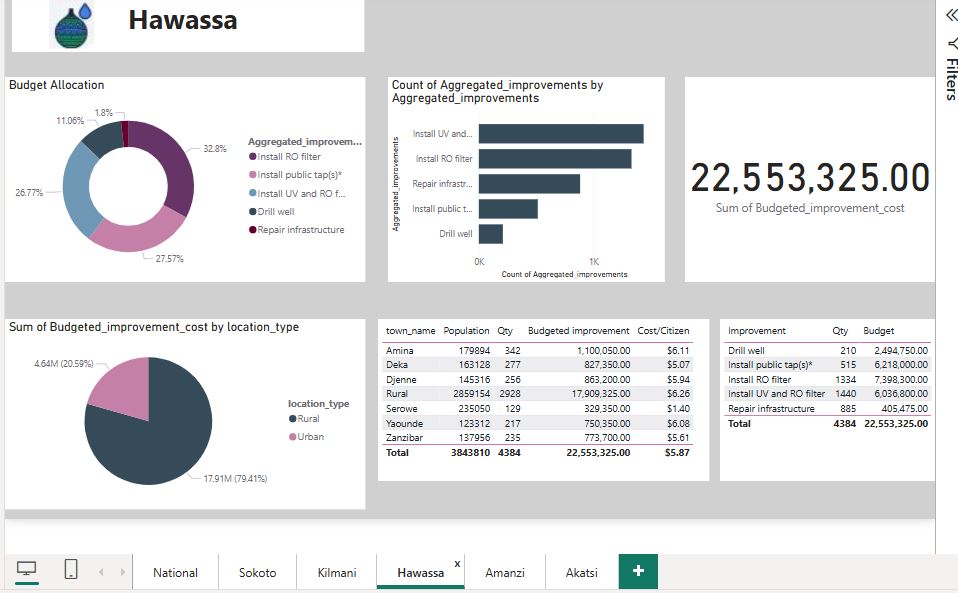 Hawassa
Filters
Budget Allocation
1.8%
11.06%
32.8%
26.77%
27.57%
Aggregated_improvem...
Install RO filter
Install public tap(s)*
Install UV and RO f...
Drill well
Repair infrastructure
Count of Aggregated_improvements by
Aggregated_improvements
Aggregated_improvements
Install UV and...
Install RO filter
Repair infrastr...
Install public t...
Drill well
0K 1K
Count of Aggregated_improvements
22,553,325.00
Sum of Budgeted_improvement_cost
Sum of Budgeted_improvement_cost by location_type
4.64M (20.59%)
17.91M (79.41%)
location_type
Rural
Urban
town_name Population Qty Budgeted improvement Cost/Citizen
Amina 179894 342 1,100,050.00 $6.11
Deka 163128 277 827,350.00 $5.07
Djenne 145316 256 863,200.00 $5.94
Rural 2859154 2928 17,909,325.00 $6.26
Serowe 235050 129 329,350.00 $1.40
Yaounde 123312 217 750,350.00 $6.08
Zanzibar 137956 235 773,700.00 $5.61
Total 3843810 4384 22,553,325.00 $5.87
Improvement Qty Budget
Drill well 210 2,494,750.00
Install public tap(s)* 515 6,218,000.00
Install RO filter 1334 7,398,300.00
Install UV and RO filter 1440 6,036,800.00
Repair infrastructure 885 405,475.00
Total 4384 22,553,325.00
National Sokoto Kilmani Hawassa x Amanzi Akatsi +